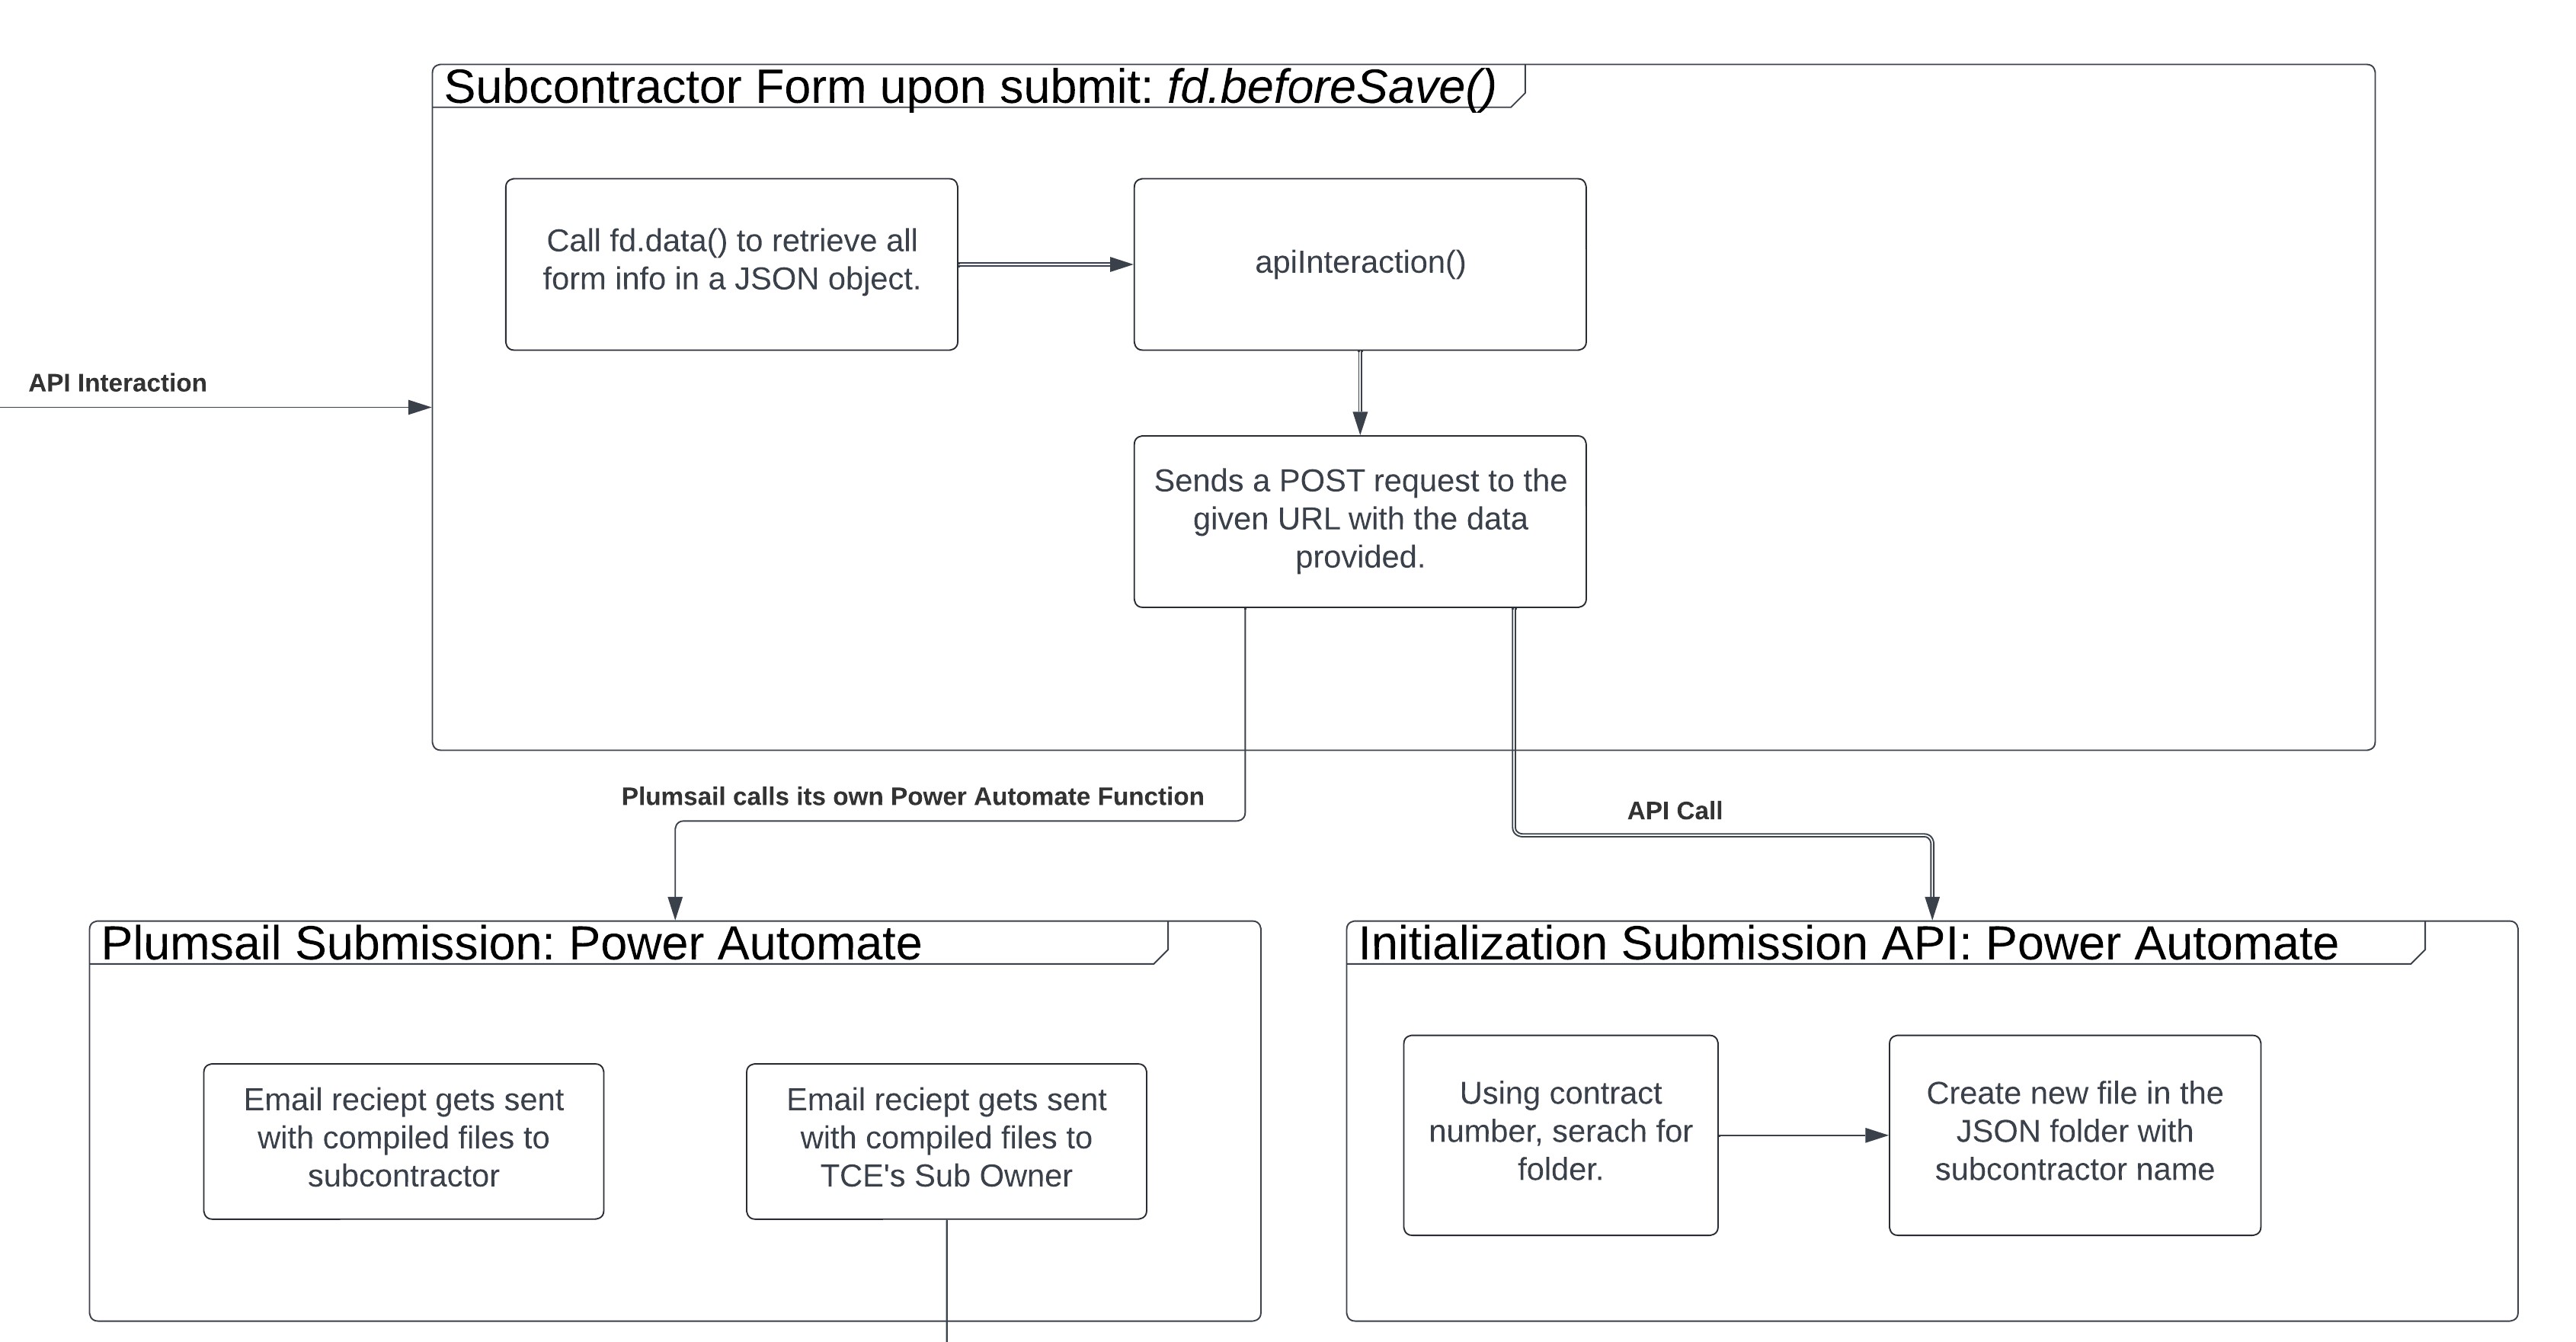 Subcontractor Form upon submit: fd.beforeSave()
Call fd.data() to retrieve all
form info in a JSON object.
apiInteraction()
API Interaction
Sends a POST request to the
given URL with the data
provided.
Plumsail calls its own Power Automate Function
API Call
Plumsail Submission: Power Automate
Email reciept gets sent
with compiled files to
subcontractor
Email reciept gets sent
with compiled files to
TCE's Sub Owner
Initialization Submission API: Power Automate
Using contract
number, serach for
folder.
Create new file in the
JSON folder with
subcontractor name